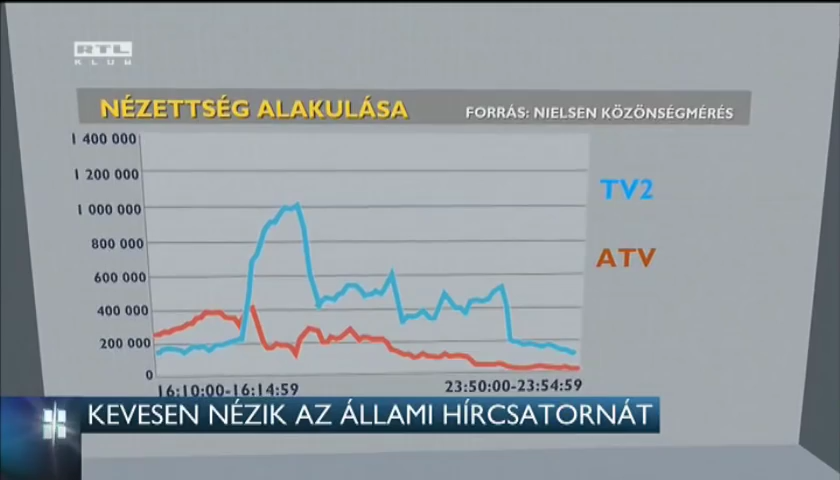 RTL
KLUB
NÉZETTSÉG ALAKULÁSA
FORRÁS: NIELSEN KÖZÖNSÉGMÉRÉS
1 400 000
1 200 000
1 000 000
800 000
600 000
400 000
200 000
0
TV2
ATV
16:10:00-16:14:59
23:50:00-23:54:59
KEVESEN NÉZIK AZ ÁLLAMI HÍRCSATORNÁT